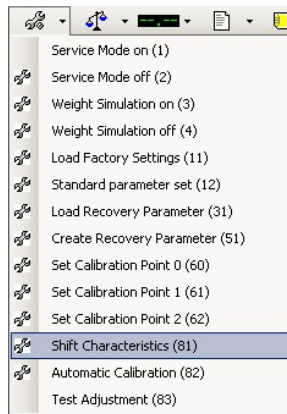 Service Mode on (1)
Service Mode off (2)
Weight Simulation on (3)
Weight Simulation off (4)
Load Factory Settings (11)
Standard parameter set (12)
Load Recovery Parameter (31)
Create Recovery Parameter (51)
Set Calibration Point 0 (60)
Set Calibration Point 1 (61)
Set Calibration Point 2 (62)
Shift Characteristics (81)
Automatic Calibration (82)
Test Adjustment (83)